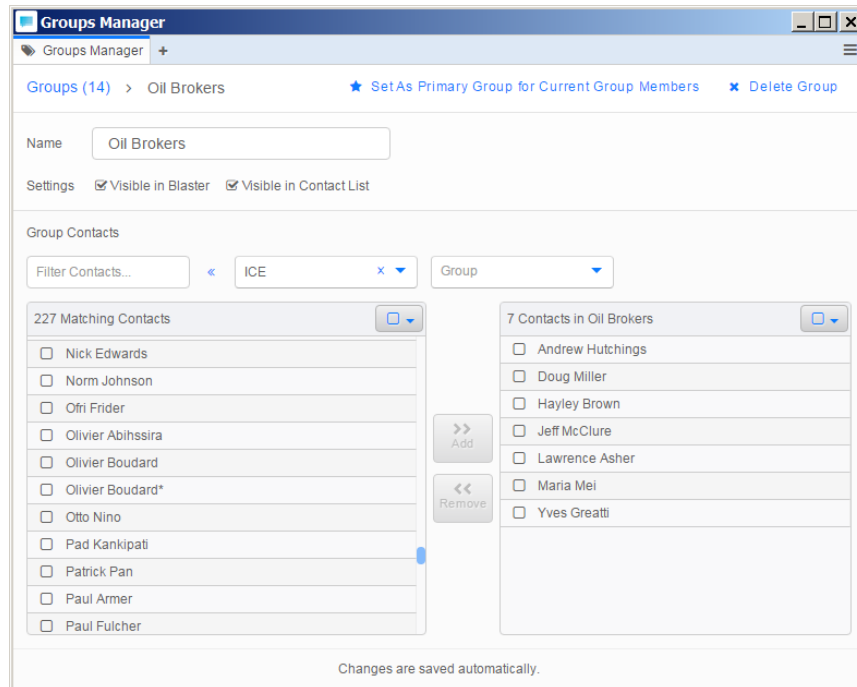 Groups Manager
Groups Manager +
Groups (14) > Oil Brokers Set As Primary Group for Current Group Members Delete Group
Name Oil Brokers
Settings Visible in Blaster Visible in Contact List
Group Contacts
Filter Contacts... « ICE x Group
227 Matching Contacts
Nick Edwards
Norm Johnson
Ofri Frider
Olivier Abihssira
Olivier Boudard
Olivier Boudard*
Otto Nino
Pad Kankipati
Patrick Pan
Paul Armer
Paul Fulcher
>>
Add
<<
Remove
7 Contacts in Oil Brokers
Andrew Hutchings
Doug Miller
Hayley Brown
Jeff McClure
Lawrence Asher
Maria Mei
Yves Greatti
Changes are saved automatically.